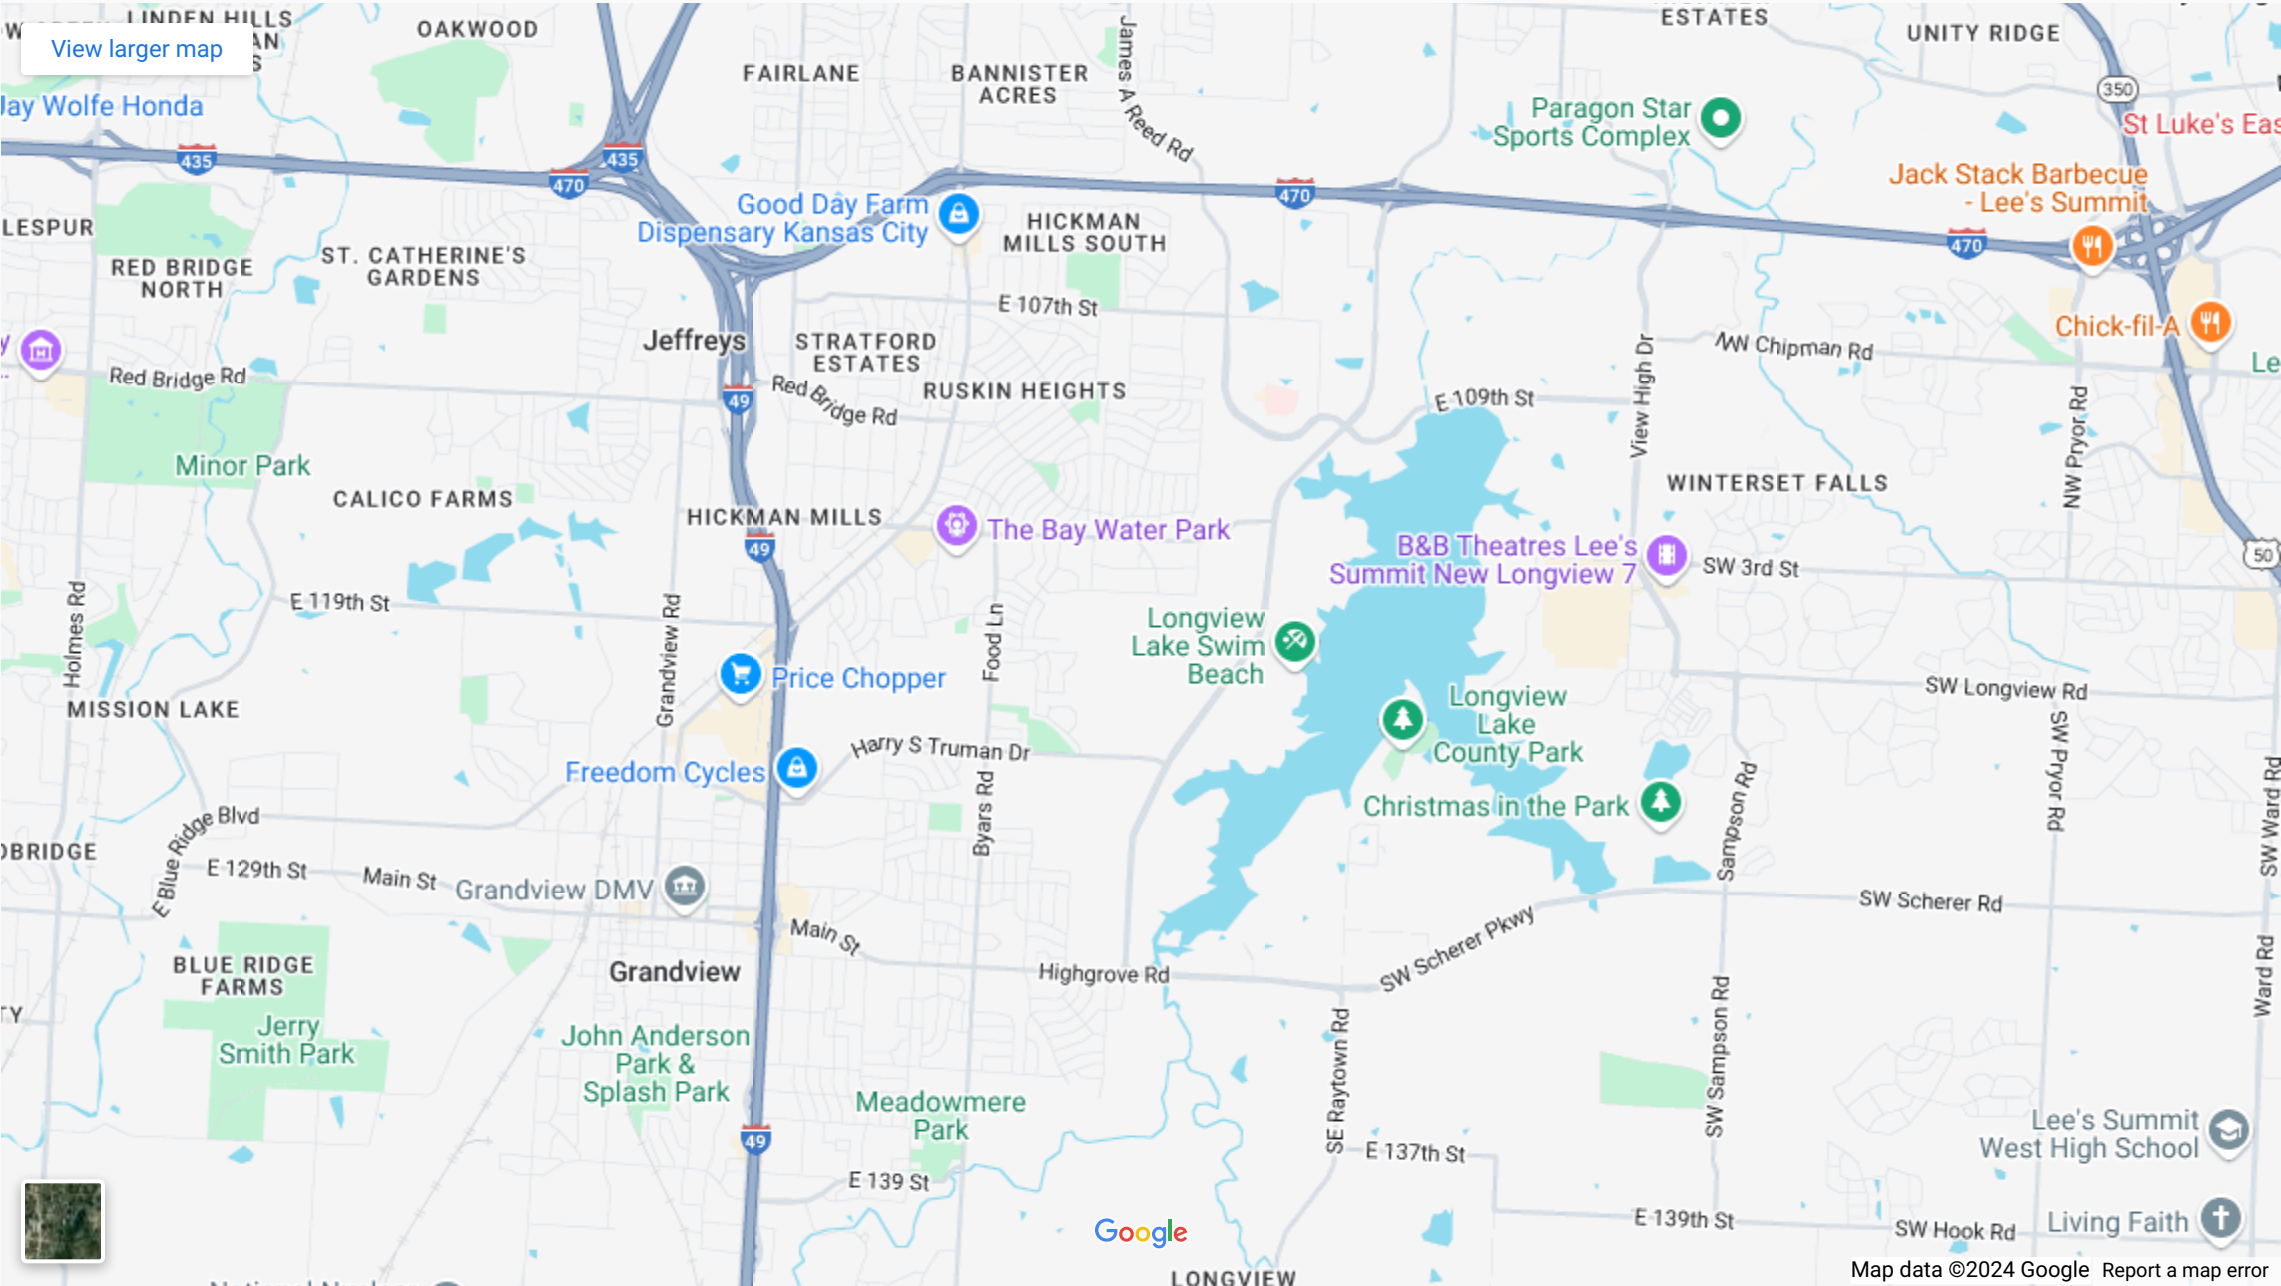 LINDEN HILLS
OAKWOOD
ESTATES
UNITY RIDGE
View larger map
FAIRLANE
BANNISTER
ACRES
James A Reed Rd
350
Jay Wolfe Honda
Paragon Star
Sports Complex
St Luke's Eas
435
435
470
470
470
Jack Stack Barbecue
- Lee's Summit
Good Day Farm
Dispensary Kansas City
HICKMAN
MILLS SOUTH
LESPUR
RED BRIDGE
NORTH
ST. CATHERINE'S
GARDENS
E 107th St
Jeffreys
STRATFORD
ESTATES
View High Dr
NW Chipman Rd
Chick-fil-A
Le
Red Bridge Rd
49
Red Bridge Rd
RUSKIN HEIGHTS
E 109th St
NW Pryor Rd
Minor Park
CALICO FARMS
HICKMAN MILLS
49
The Bay Water Park
WINTERSET FALLS
B&B Theatres Lee's
Summit New Longview 7
SW 3rd St
50
Holmes Rd
E 119th St
Grandview Rd
Food Ln
Longview
Lake Swim
Beach
Price Chopper
MISSION LAKE
SW Longview Rd
Longview
Lake
County Park
Harry S Truman Dr
Freedom Cycles
Byars Rd
Christmas in the Park
Sampson Rd
SW Pryor Rd
SW Ward Rd
E Blue Ridge Blvd
DBRIDGE
E 129th St
Main St
Grandview DMV
Main St
SW Scherer Rd
SW Scherer Pkwy
BLUE RIDGE
FARMS
Grandview
Highgrove Rd
Ward Rd
TY
Jerry
Smith Park
John Anderson
Park &
Splash Park
SE Raytown Rd
SW Sampson Rd
Meadowmere
Park
49
Lee's Summit
West High School
E 137th St
E 139 St
E 139th St
SW Hook Rd
Living Faith
Google
LONGVIEW
Map data ©2024 Google
Report a map error